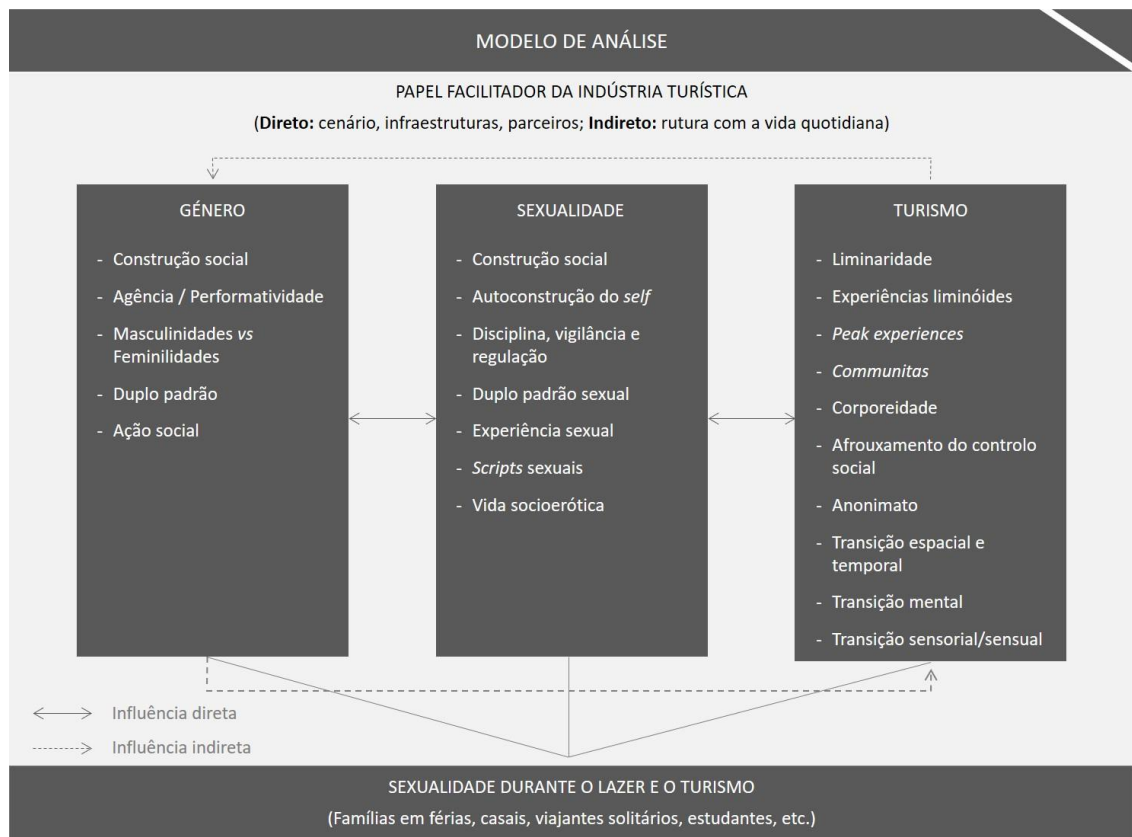 MODELO DE ANÁLISE
PAPEL FACILITADOR DA INDÚSTRIA TURÍSTICA
(Direto: cenário, infraestruturas, parceiros; Indireto: rutura com a vida quotidiana)
GÉNERO
- Construção social
- Agência / Performatividade
- Masculinidades vs
Feminilidades
- Duplo padrão
- Ação social
SEXUALIDADE
- Construção social
- Autoconstrução do self
- Disciplina, vigilância e
regulação
- Duplo padrão sexual
- Experiência sexual
- Scripts sexuais
- Vida socioerótica
TURISMO
- Liminaridade
- Experiências liminóides
- Peak experiences
- Communitas
- Corporeidade
- Afrouxamento do controlo
social
- Anonimato
- Transição espacial e
temporal
- Transição mental
- Transição sensorial/sensual
Influência direta
Influência indireta
SEXUALIDADE DURANTE O LAZER E O TURISMO
(Famílias em férias, casais, viajantes solitários, estudantes, etc.)